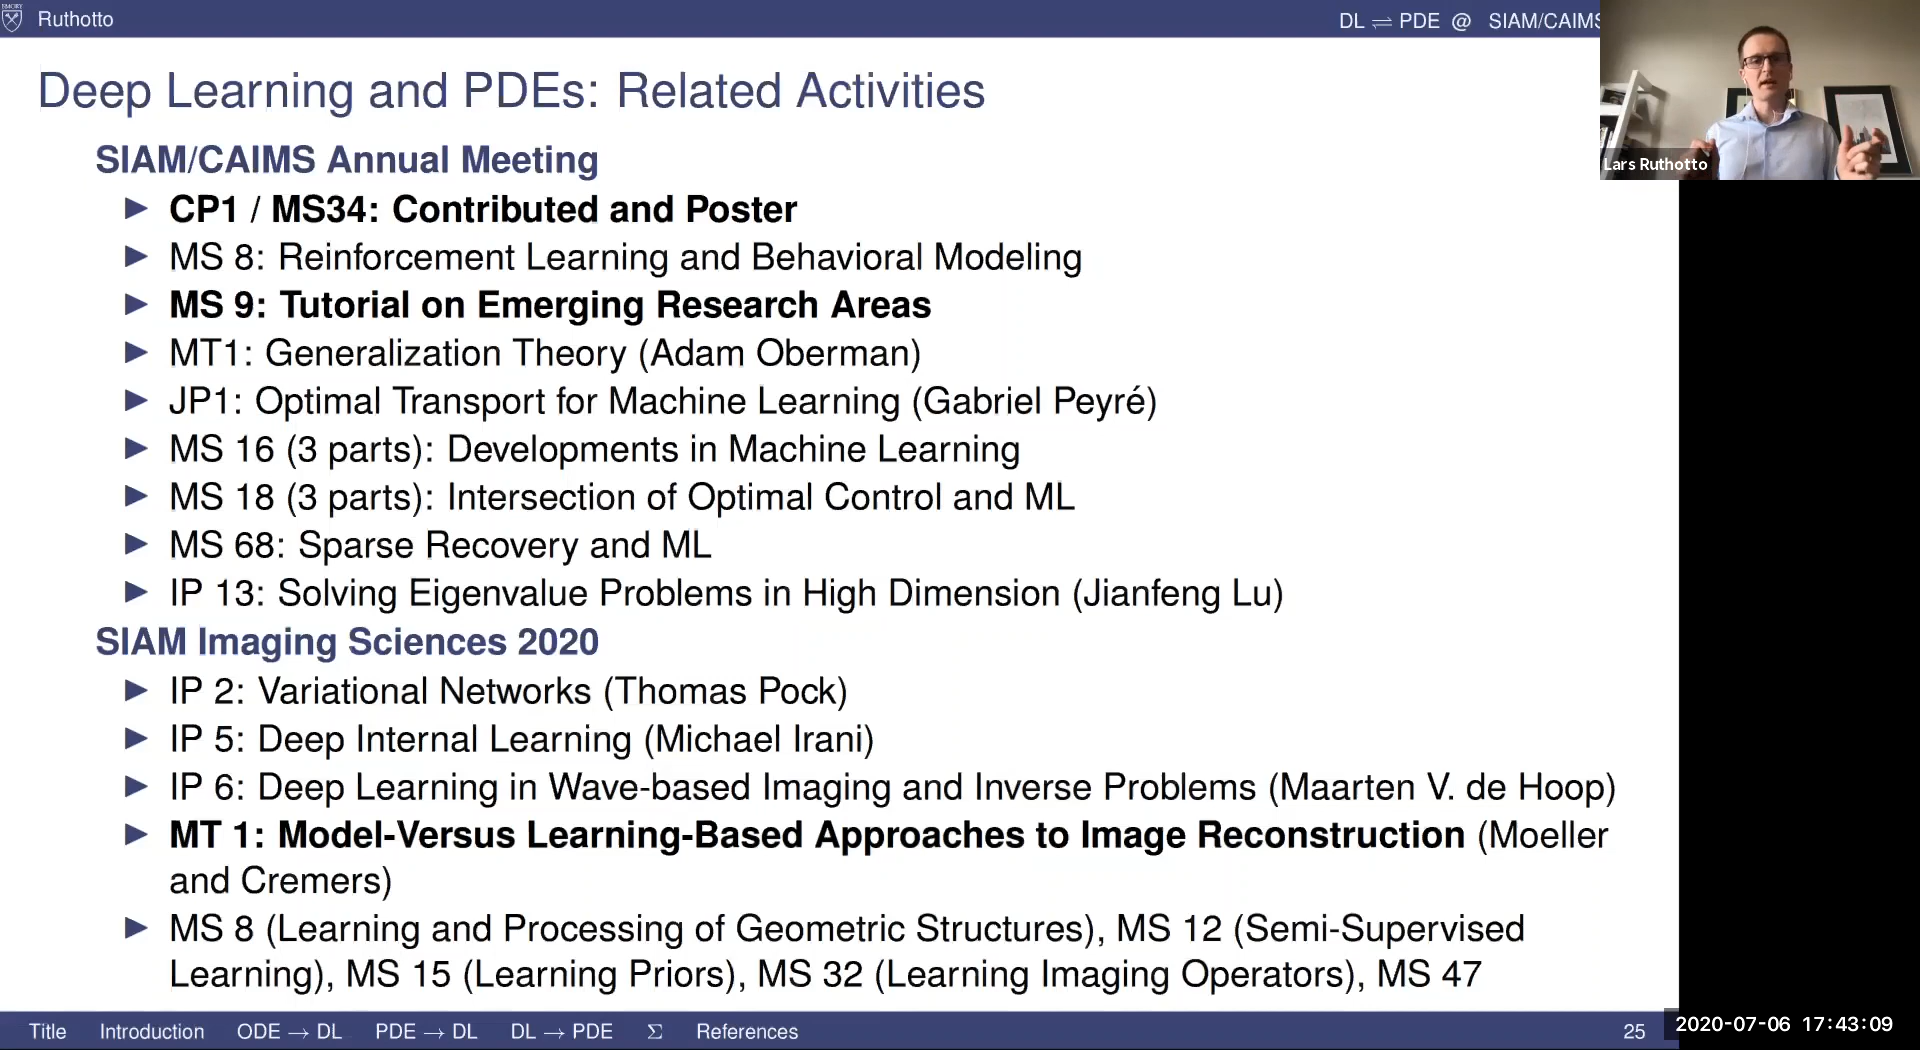 EMORY
Ruthotto
DL ⇌ PDE @ SIAM/CAIMS
Lars Ruthotto
Deep Learning and PDEs: Related Activities
SIAM/CAIMS Annual Meeting
▶ CP1 / MS34: Contributed and Poster
▶ MS 8: Reinforcement Learning and Behavioral Modeling
▶ MS 9: Tutorial on Emerging Research Areas
▶ MT1: Generalization Theory (Adam Oberman)
▶ JP1: Optimal Transport for Machine Learning (Gabriel Peyré)
▶ MS 16 (3 parts): Developments in Machine Learning
▶ MS 18 (3 parts): Intersection of Optimal Control and ML
▶ MS 68: Sparse Recovery and ML
▶ IP 13: Solving Eigenvalue Problems in High Dimension (Jianfeng Lu)
SIAM Imaging Sciences 2020
▶ IP 2: Variational Networks (Thomas Pock)
▶ IP 5: Deep Internal Learning (Michael Irani)
▶ IP 6: Deep Learning in Wave-based Imaging and Inverse Problems (Maarten V. de Hoop)
▶ MT 1: Model-Versus Learning-Based Approaches to Image Reconstruction (Moeller
and Cremers)
▶ MS 8 (Learning and Processing of Geometric Structures), MS 12 (Semi-Supervised
Learning), MS 15 (Learning Priors), MS 32 (Learning Imaging Operators), MS 47
Title Introduction ODE → DL PDE → DL DL → PDE Σ References 25
2020-07-06 17:43:09